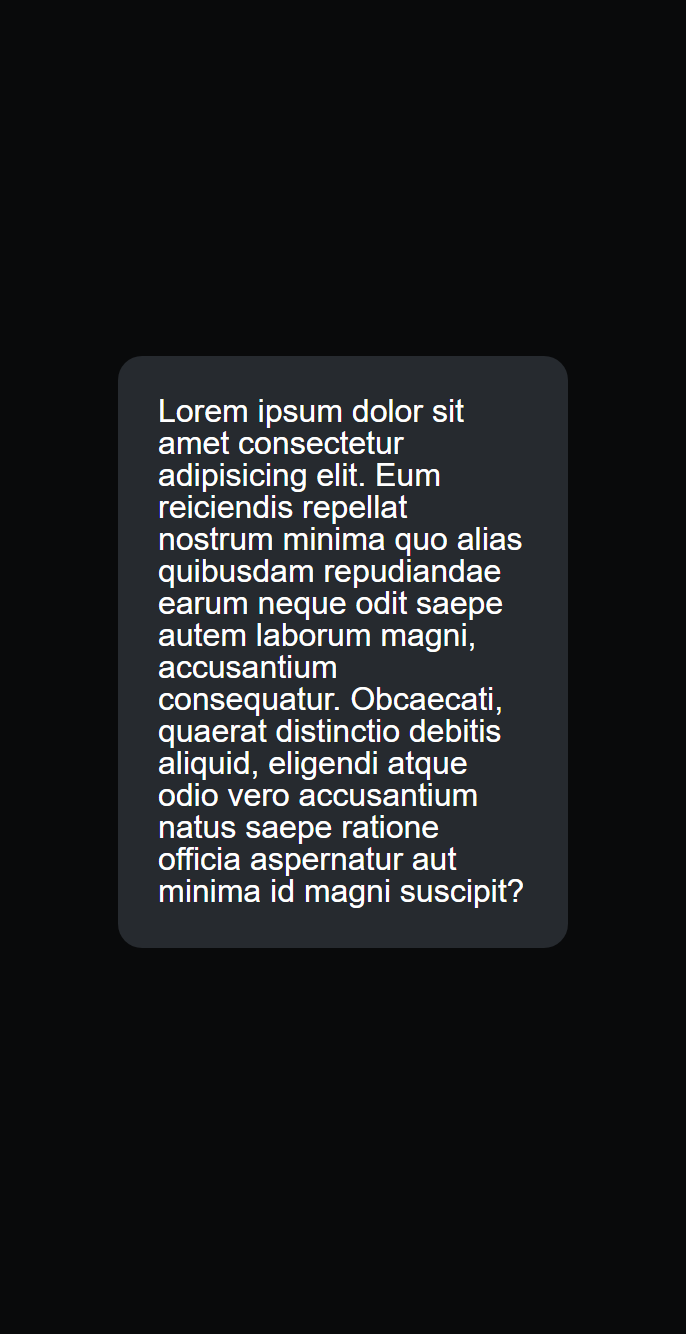 Lorem ipsum dolor sit
amet consectetur
adipisicing elit. Eum
reiciendis repellat
nostrum minima quo alias
quibusdam repudiandae
earum neque odit saepe
autem laborum magni,
accusantium
consequatur. Obcaecati,
quaerat distinctio debitis
aliquid, eligendi atque
odio vero accusantium
natus saepe ratione
officia aspernatur aut
minima id magni suscipit?